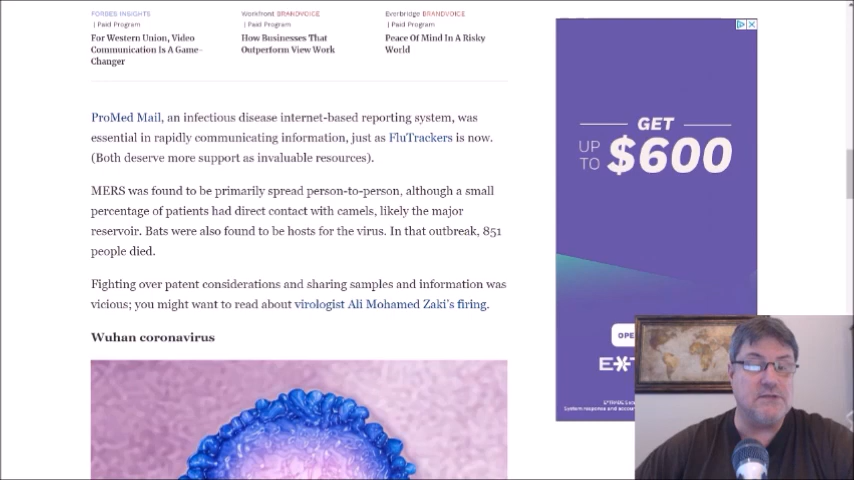 FORBES INSIGHTS
| Paid Program
For Western Union, Video
Communication Is A Game-
Changer
Workfront BRANDVOICE
| Paid Program
How Businesses That
Outperform View Work
Everbridge BRANDVOICE
| Paid Program
Peace Of Mind In A Risky
World
ProMed Mail, an infectious disease internet-based reporting system, was
essential in rapidly communicating information, just as FluTrackers is now.
(Both deserve more support as invaluable resources).
MERS was found to be primarily spread person-to-person, although a small
percentage of patients had direct contact with camels, likely the major
reservoir. Bats were also found to be hosts for the virus. In that outbreak, 851
people died.
Fighting over patent considerations and sharing samples and information was
vicious; you might want to read about virologist Ali Mohamed Zaki's firing.
Wuhan coronavirus
GET
UP
TO
$600
OPE
E*T
System response and accou